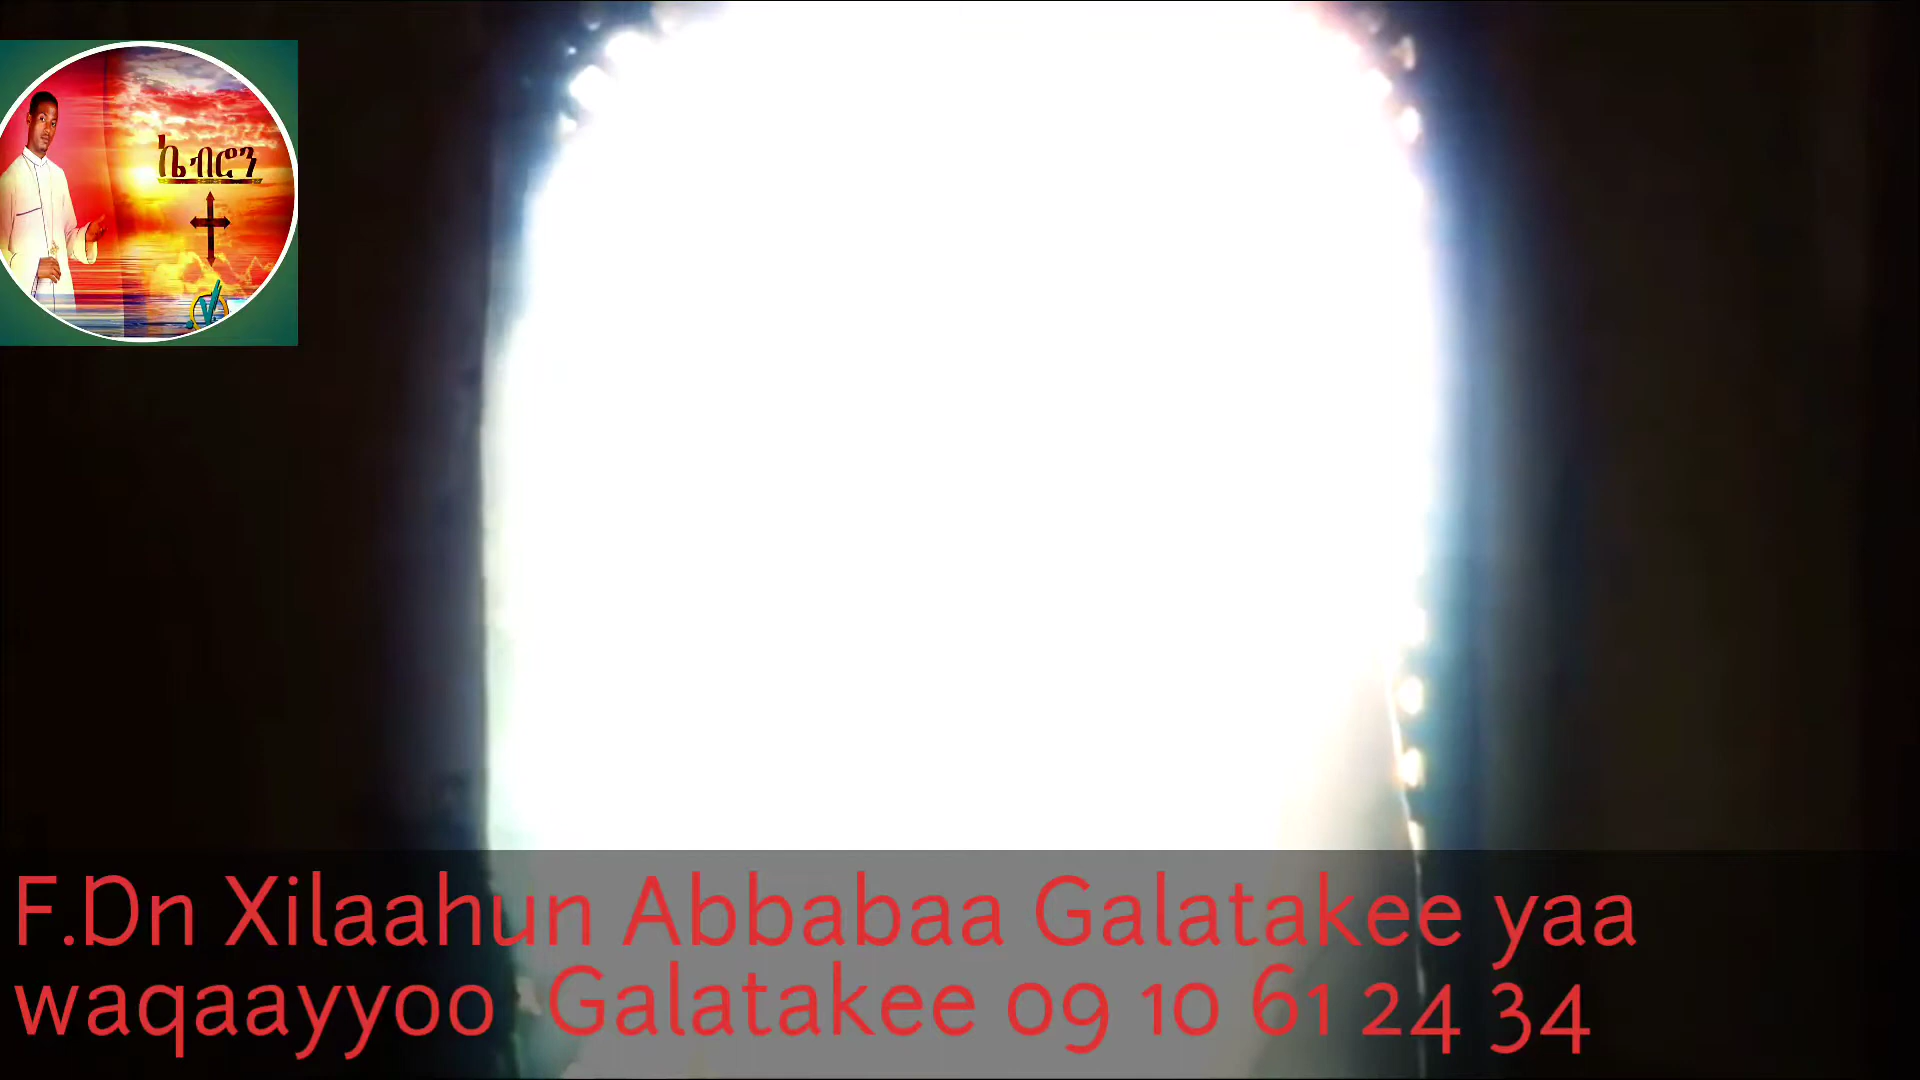 ኬብሮን
F.Dn Xilaahun Abbabaa Galatakee yaa
waqaayyoo Galatakee 09 10 61 24 34